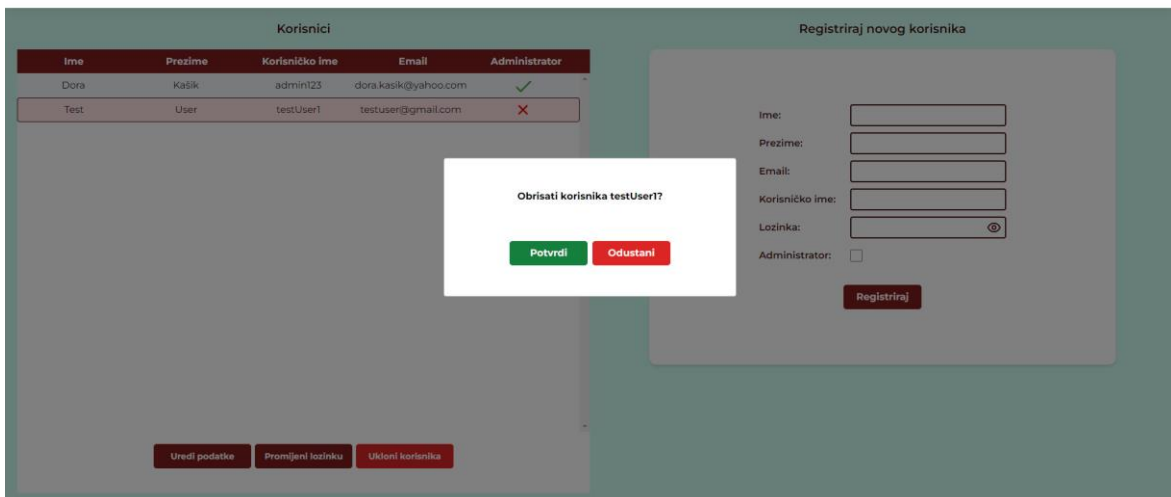 Korisnici
Ime Prezime Korisničko ime Email Administrator
Dora Kašik admin123 dora.kasik@yahoo.com
Test User testUser1 testuser@gmail.com
Uredi podatke Promijeni lozinku Ukloni korisnika
Obrisati korisnika testUser1?
Potvrdi Odustani
Registriraj novog korisnika
Ime:
Prezime:
Email:
Korisničko ime:
Lozinka:
Administrator:
Registriraj